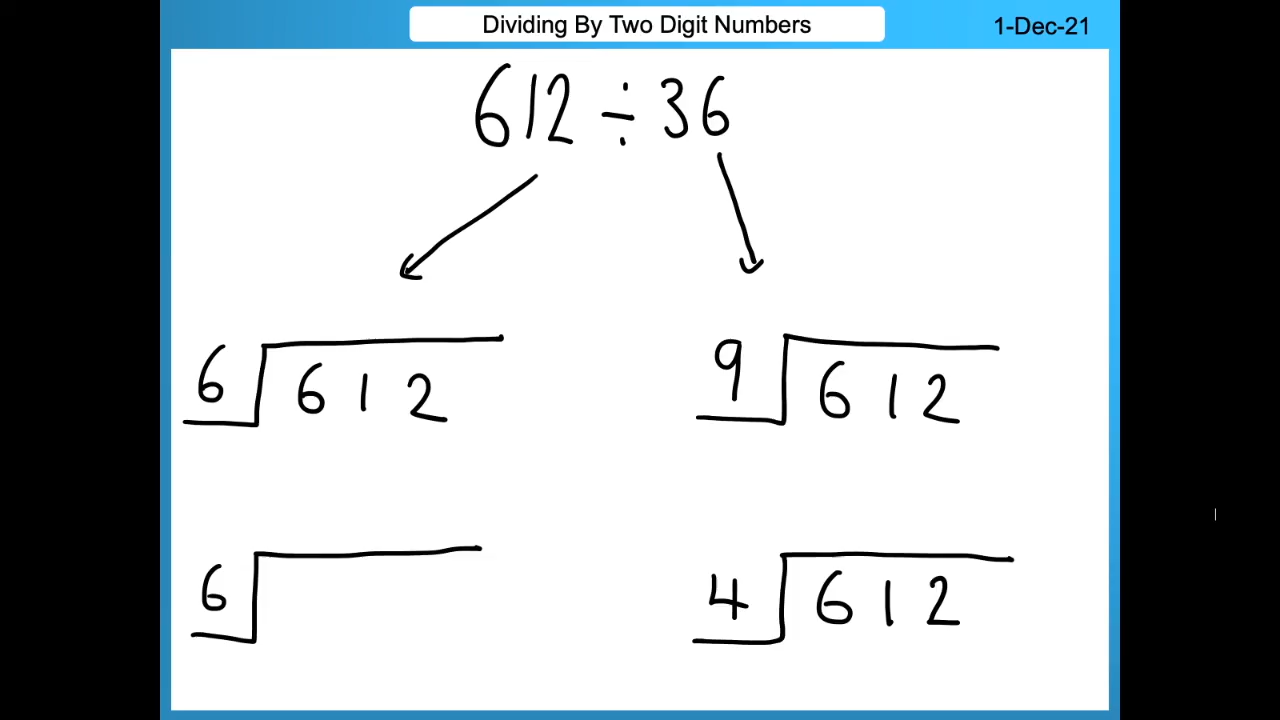 Dividing By Two Digit Numbers
1-Dec-21
612 ÷ 36
6 612
9 612
6
4 612